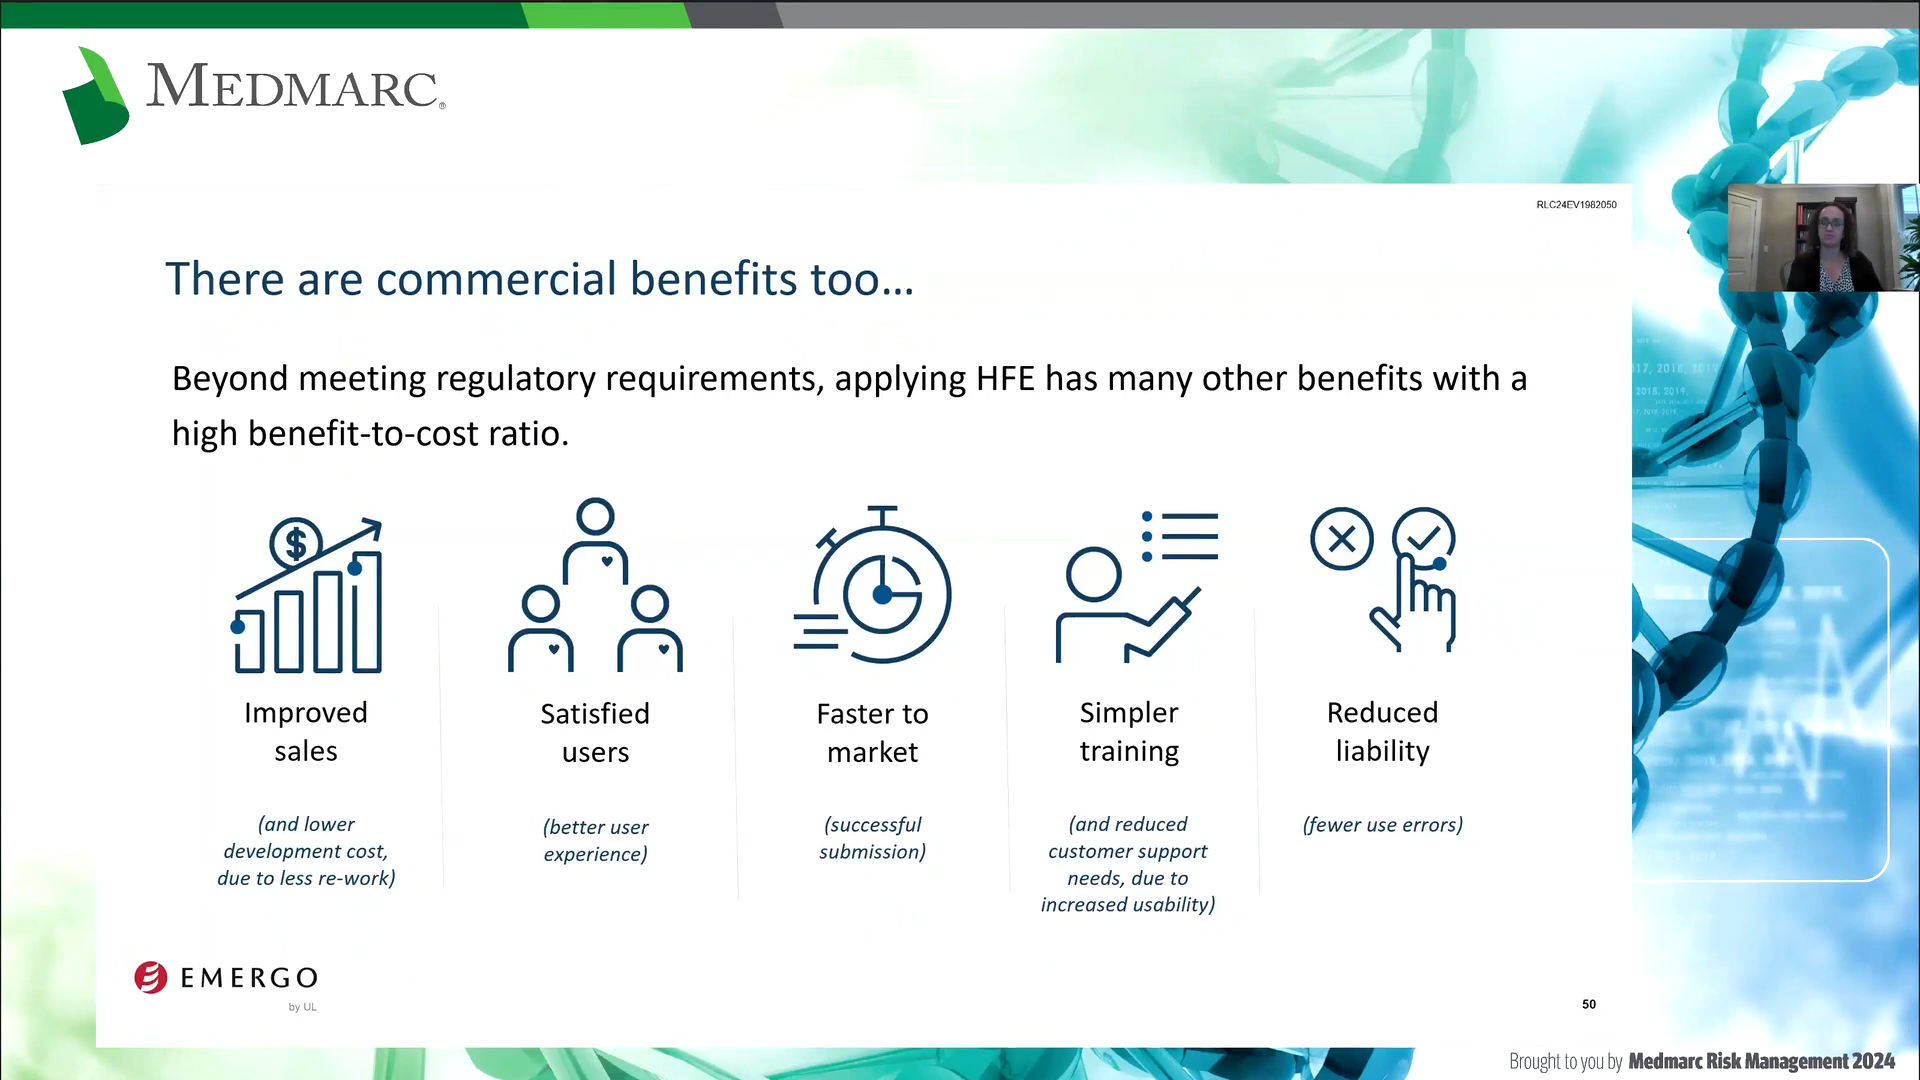 MEDMARC®
RLC24EV1982050
There are commercial benefits too...
Beyond meeting regulatory requirements, applying HFE has many other benefits with a
high benefit-to-cost ratio.
$
Improved
sales
(and lower
development cost,
due to less re-work)
Satisfied
users
(better user
experience)
Faster to
market
(successful
submission)
Simpler
training
(and reduced
customer support
needs, due to
increased usability)
Reduced
liability
(fewer use errors)
EMERGO
by UL
50
Brought to you by Medmarc Risk Management 2024